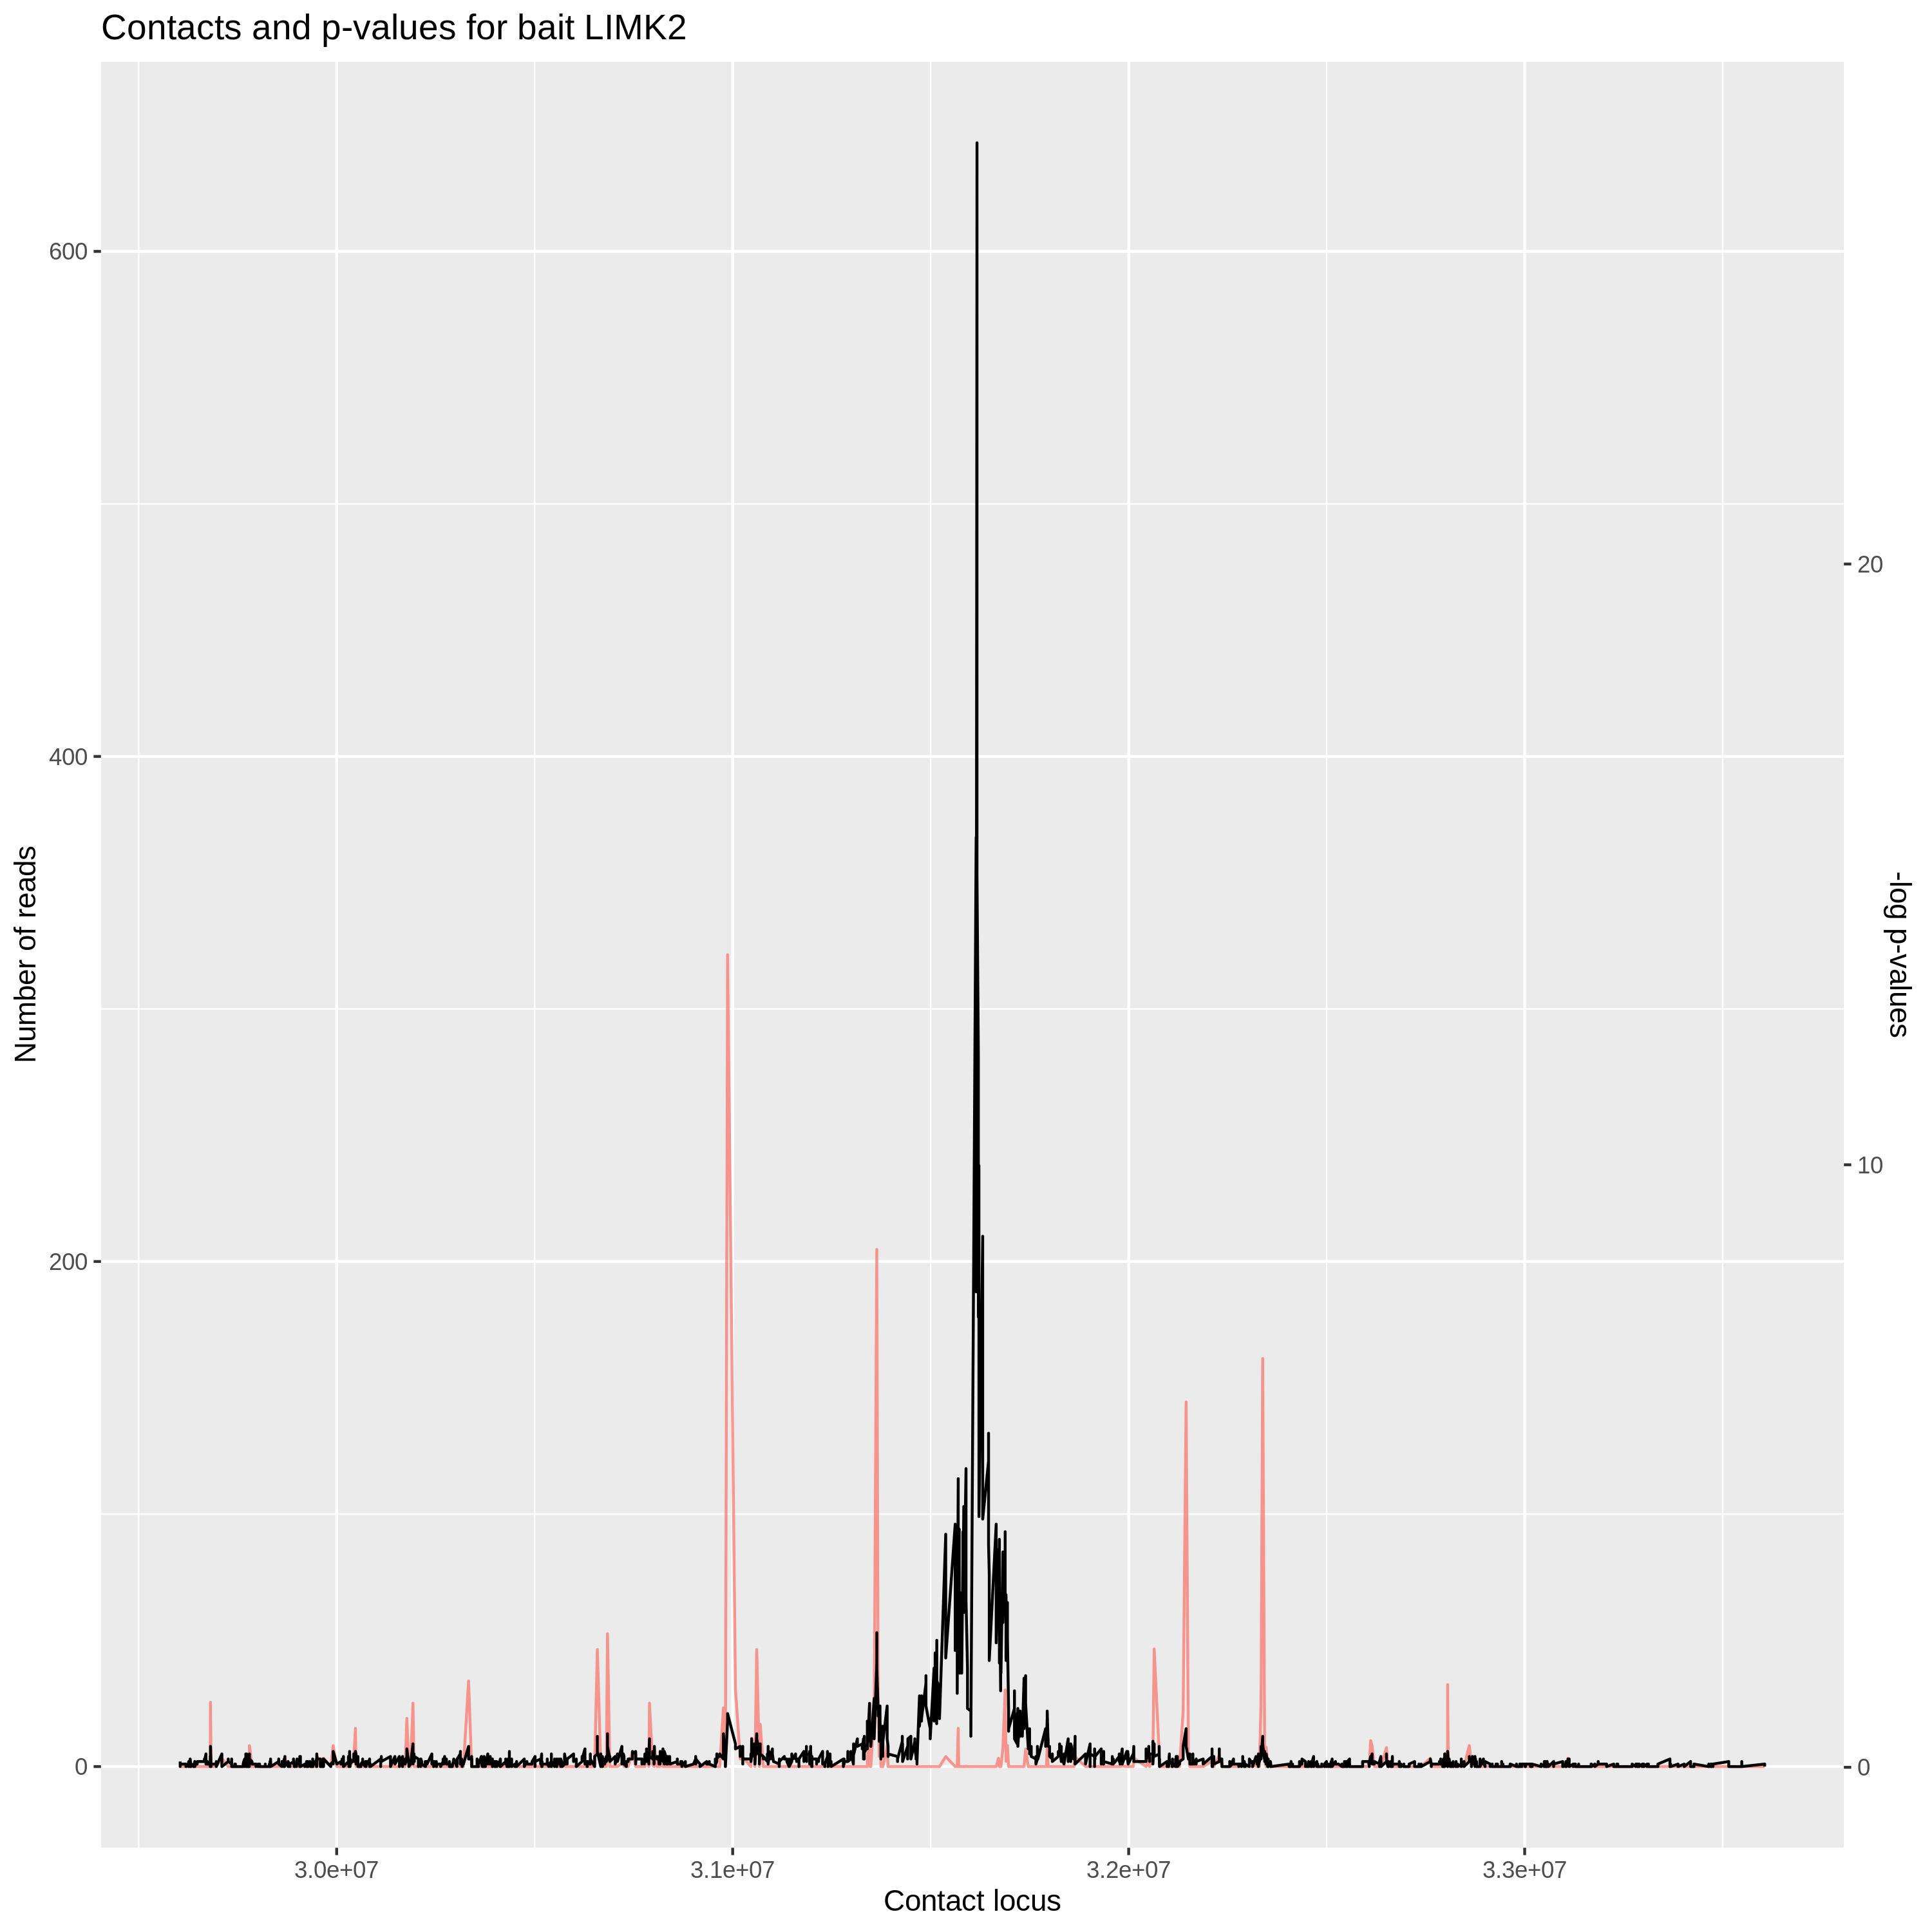 Contacts and p-values for bait LIMK2
600
400
200
0
Number of reads
20
10
0
-log p-values
3.0e+07
3.1e+07
3.2e+07
3.3e+07
Contact locus